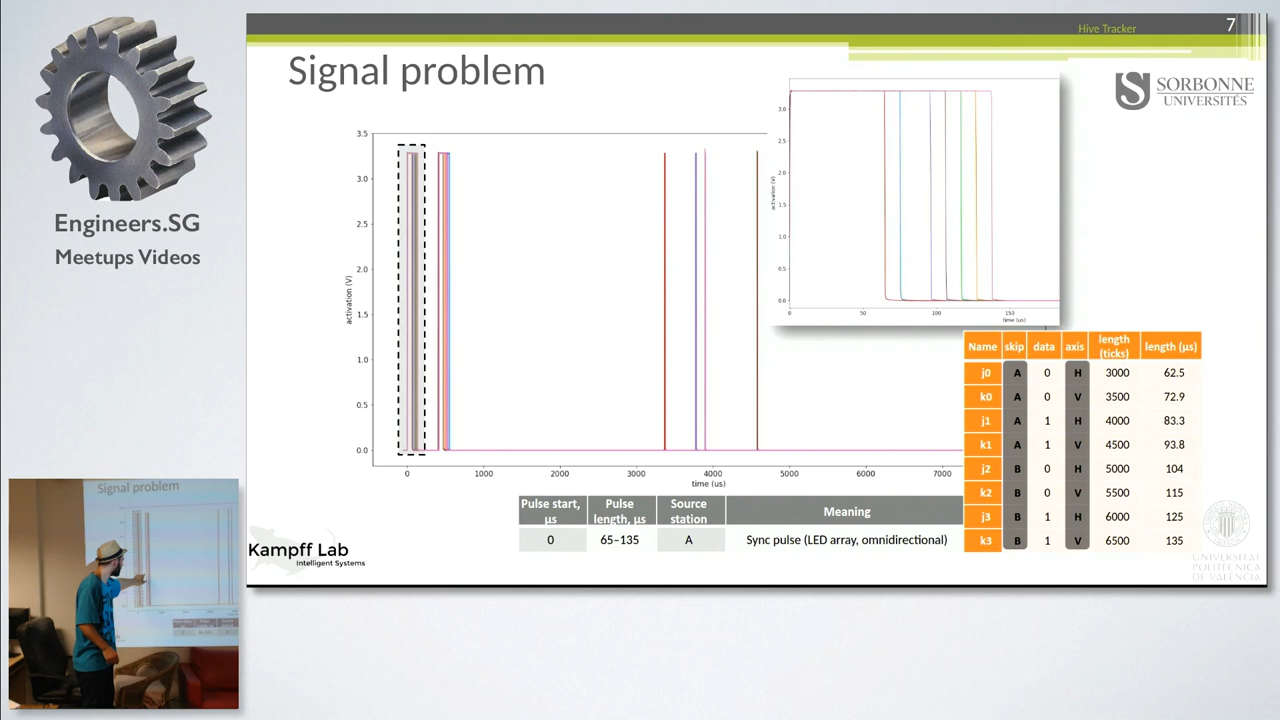 Hive Tracker
7
Signal problem
SORBONNE
UNIVERSITÉS
Engineers.SG
Meetups Videos
3.5
3.0
2.5
2.0
1.5
1.0
0.5
0.0
activation (V)
0 1000 2000 3000 4000 5000 6000 7000
time (us)
3.0
2.5
2.0
1.5
1.0
0.5
0.0
activation (V)
0 50 100 150
time (us)
Name skip data axis length (ticks) length (µs)
j0 A 0 H 3000 62.5
k0 A 0 V 3500 72.9
j1 A 1 H 4000 83.3
k1 A 1 V 4500 93.8
j2 B 0 H 5000 104
k2 B 0 V 5500 115
j3 B 1 H 6000 125
k3 B 1 V 6500 135
Pulse start, µs Pulse length, µs Source station Meaning
0 65–135 A Sync pulse (LED array, omnidirectional)
Kampff Lab
Intelligent Systems
UNIVERSITAT
POLITÈCNICA
DE VALÈNCIA
Signal problem